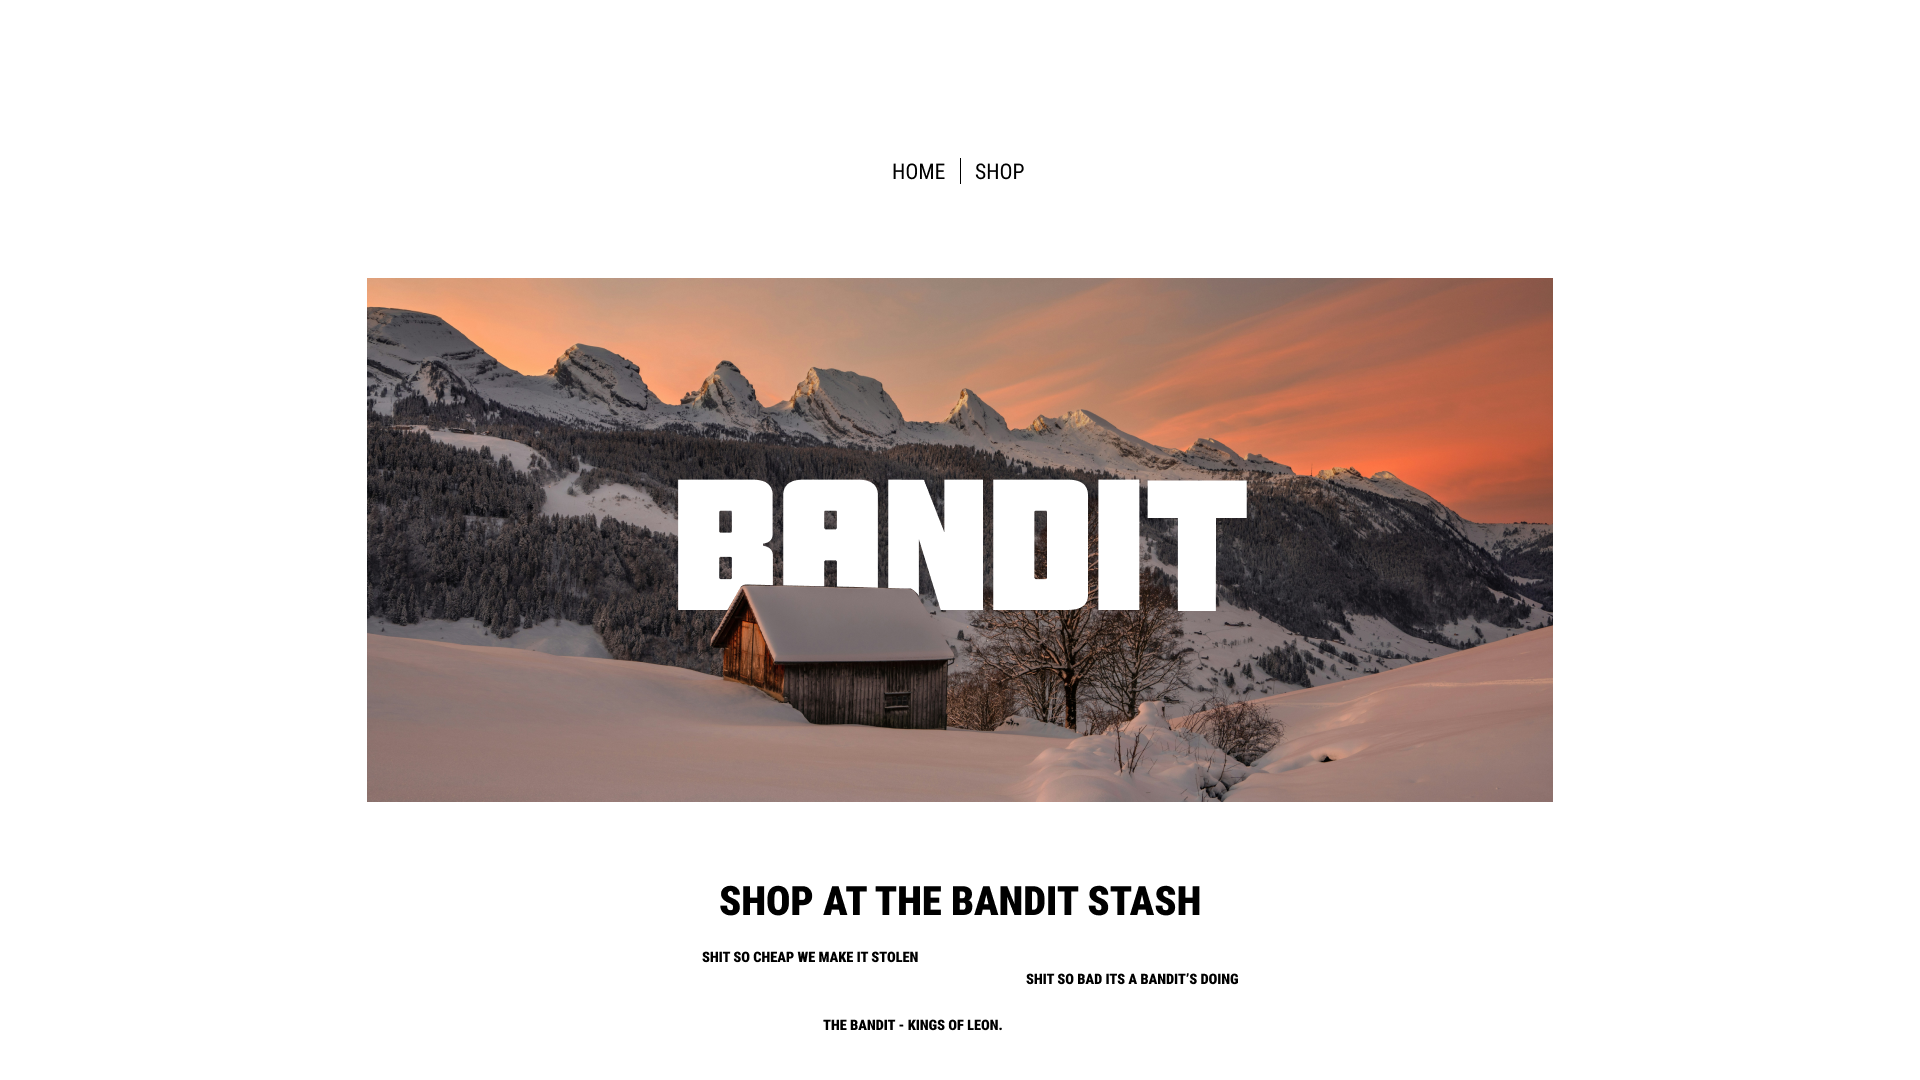 HOME | SHOP
BANDIT
SHOP AT THE BANDIT STASH
SHIT SO CHEAP WE MAKE IT STOLEN
SHIT SO BAD ITS A BANDIT'S DOING
THE BANDIT - KINGS OF LEON.